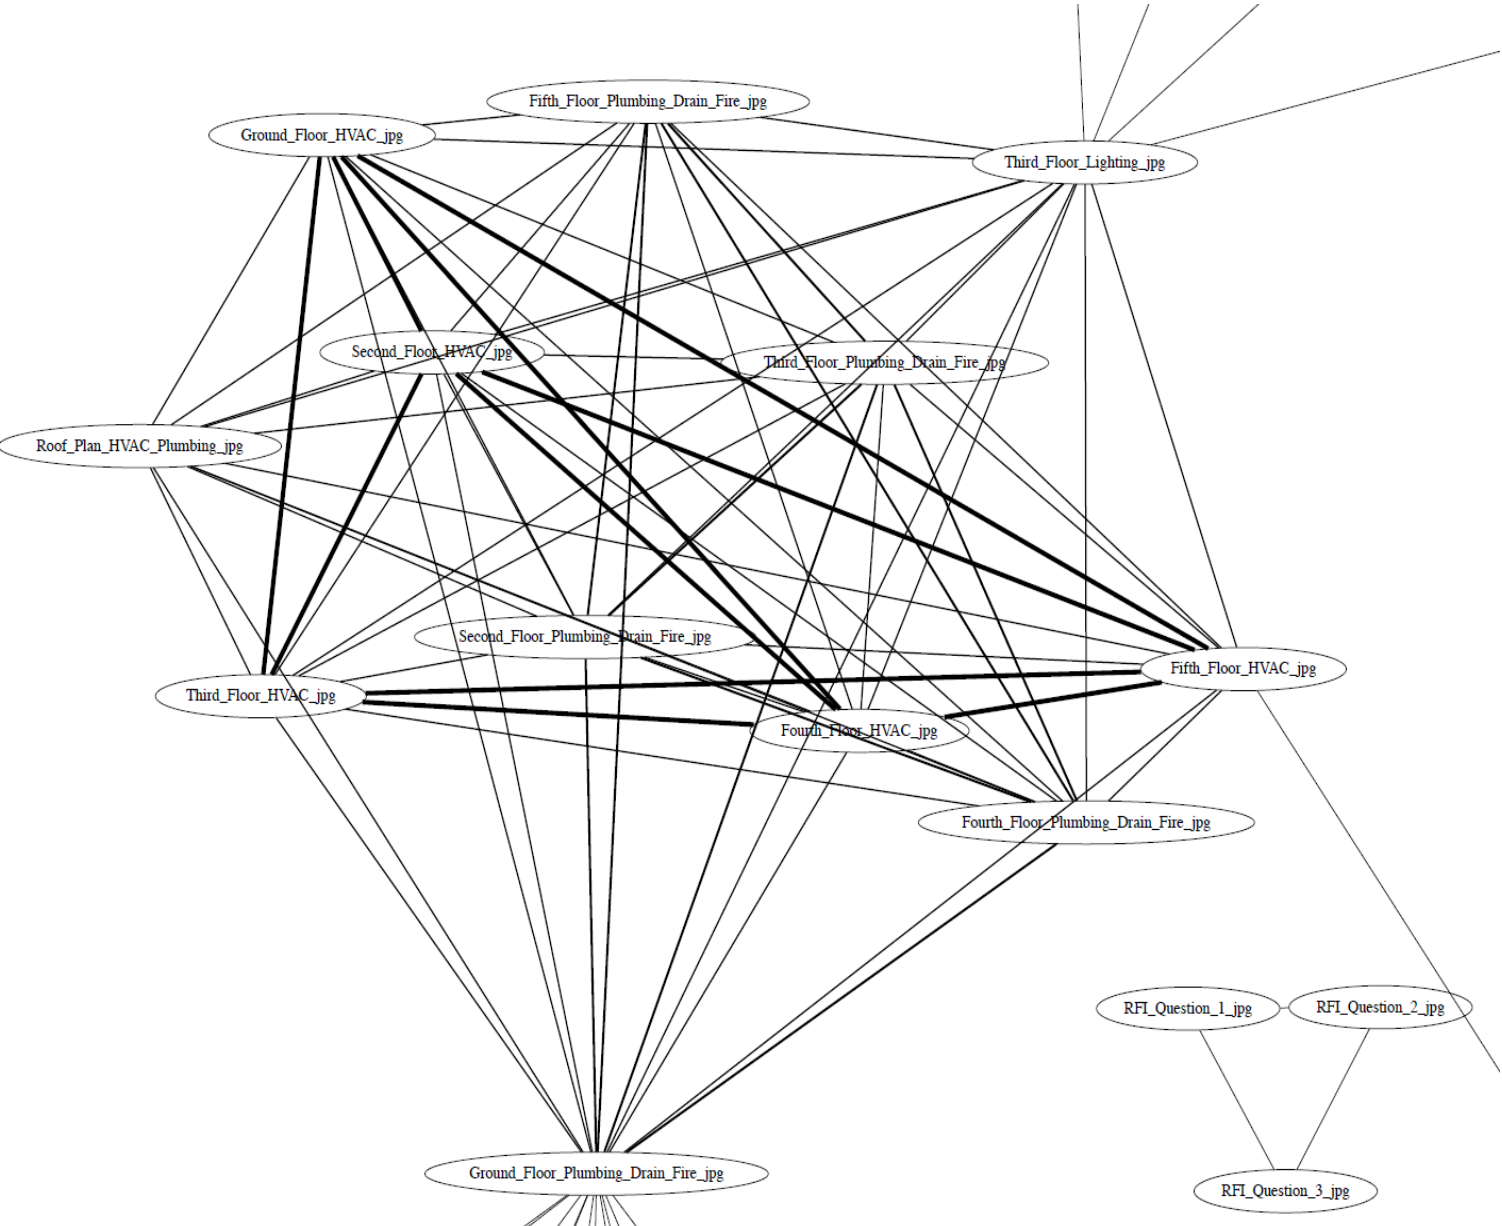 Fifth_Floor_Plumbing_Drain_Fire_jpg
Ground_Floor_HVAC_jpg
Third_Floor_Lighting_jpg
Second_Floor_HVAC_jpg
Third_Floor_Plumbing_Drain_Fire_jpg
Roof_Plan_HVAC_Plumbing_jpg
Second_Floor_Plumbing_Drain_Fire_jpg
Fifth_Floor_HVAC_jpg
Third_Floor_HVAC_jpg
Fourth_Floor_HVAC_jpg
Fourth_Floor_Plumbing_Drain_Fire_jpg
RFI_Question_1_jpg
RFI_Question_2_jpg
Ground_Floor_Plumbing_Drain_Fire_jpg
RFI_Question_3_jpg